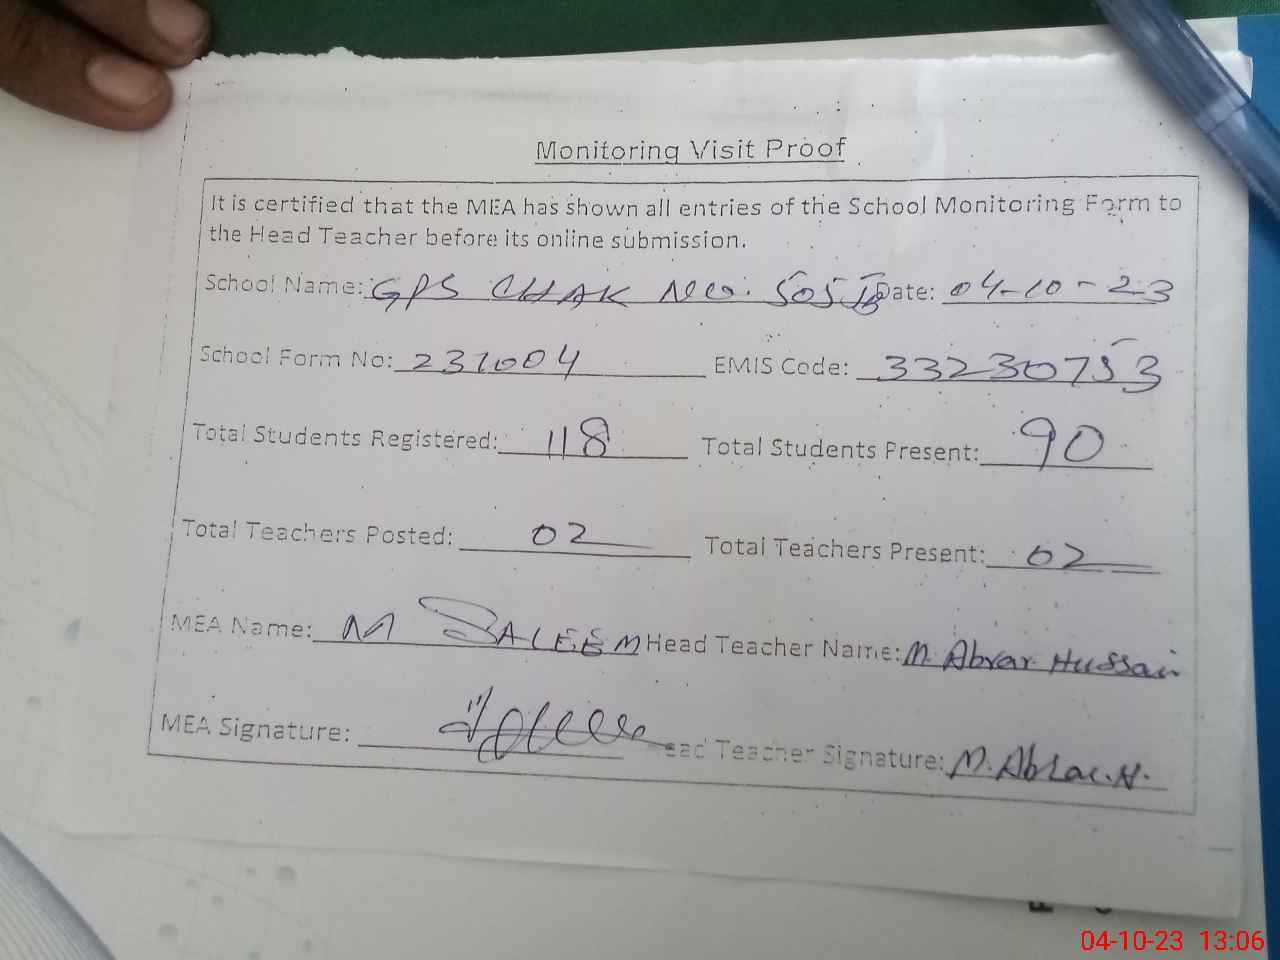 Monitoring Visit Proof
It is certified that the MEA has shown all entries of the School Monitoring Form to
the Head Teacher before its online submission.
School Name: GPS CHAK NO. 505 JB Date: 04-10-23
School Form No: 231004 EMIS Code: 33230753
Total Students Registered: 118 Total Students Present: 90
Total Teachers Posted: 02 Total Teachers Present: 02
MEA Name: M SALEEM Head Teacher Name: M. Abrar Hussain
MEA Signature: ead Teacher Signature: M. Abrar. H.
04-10-23 13:06